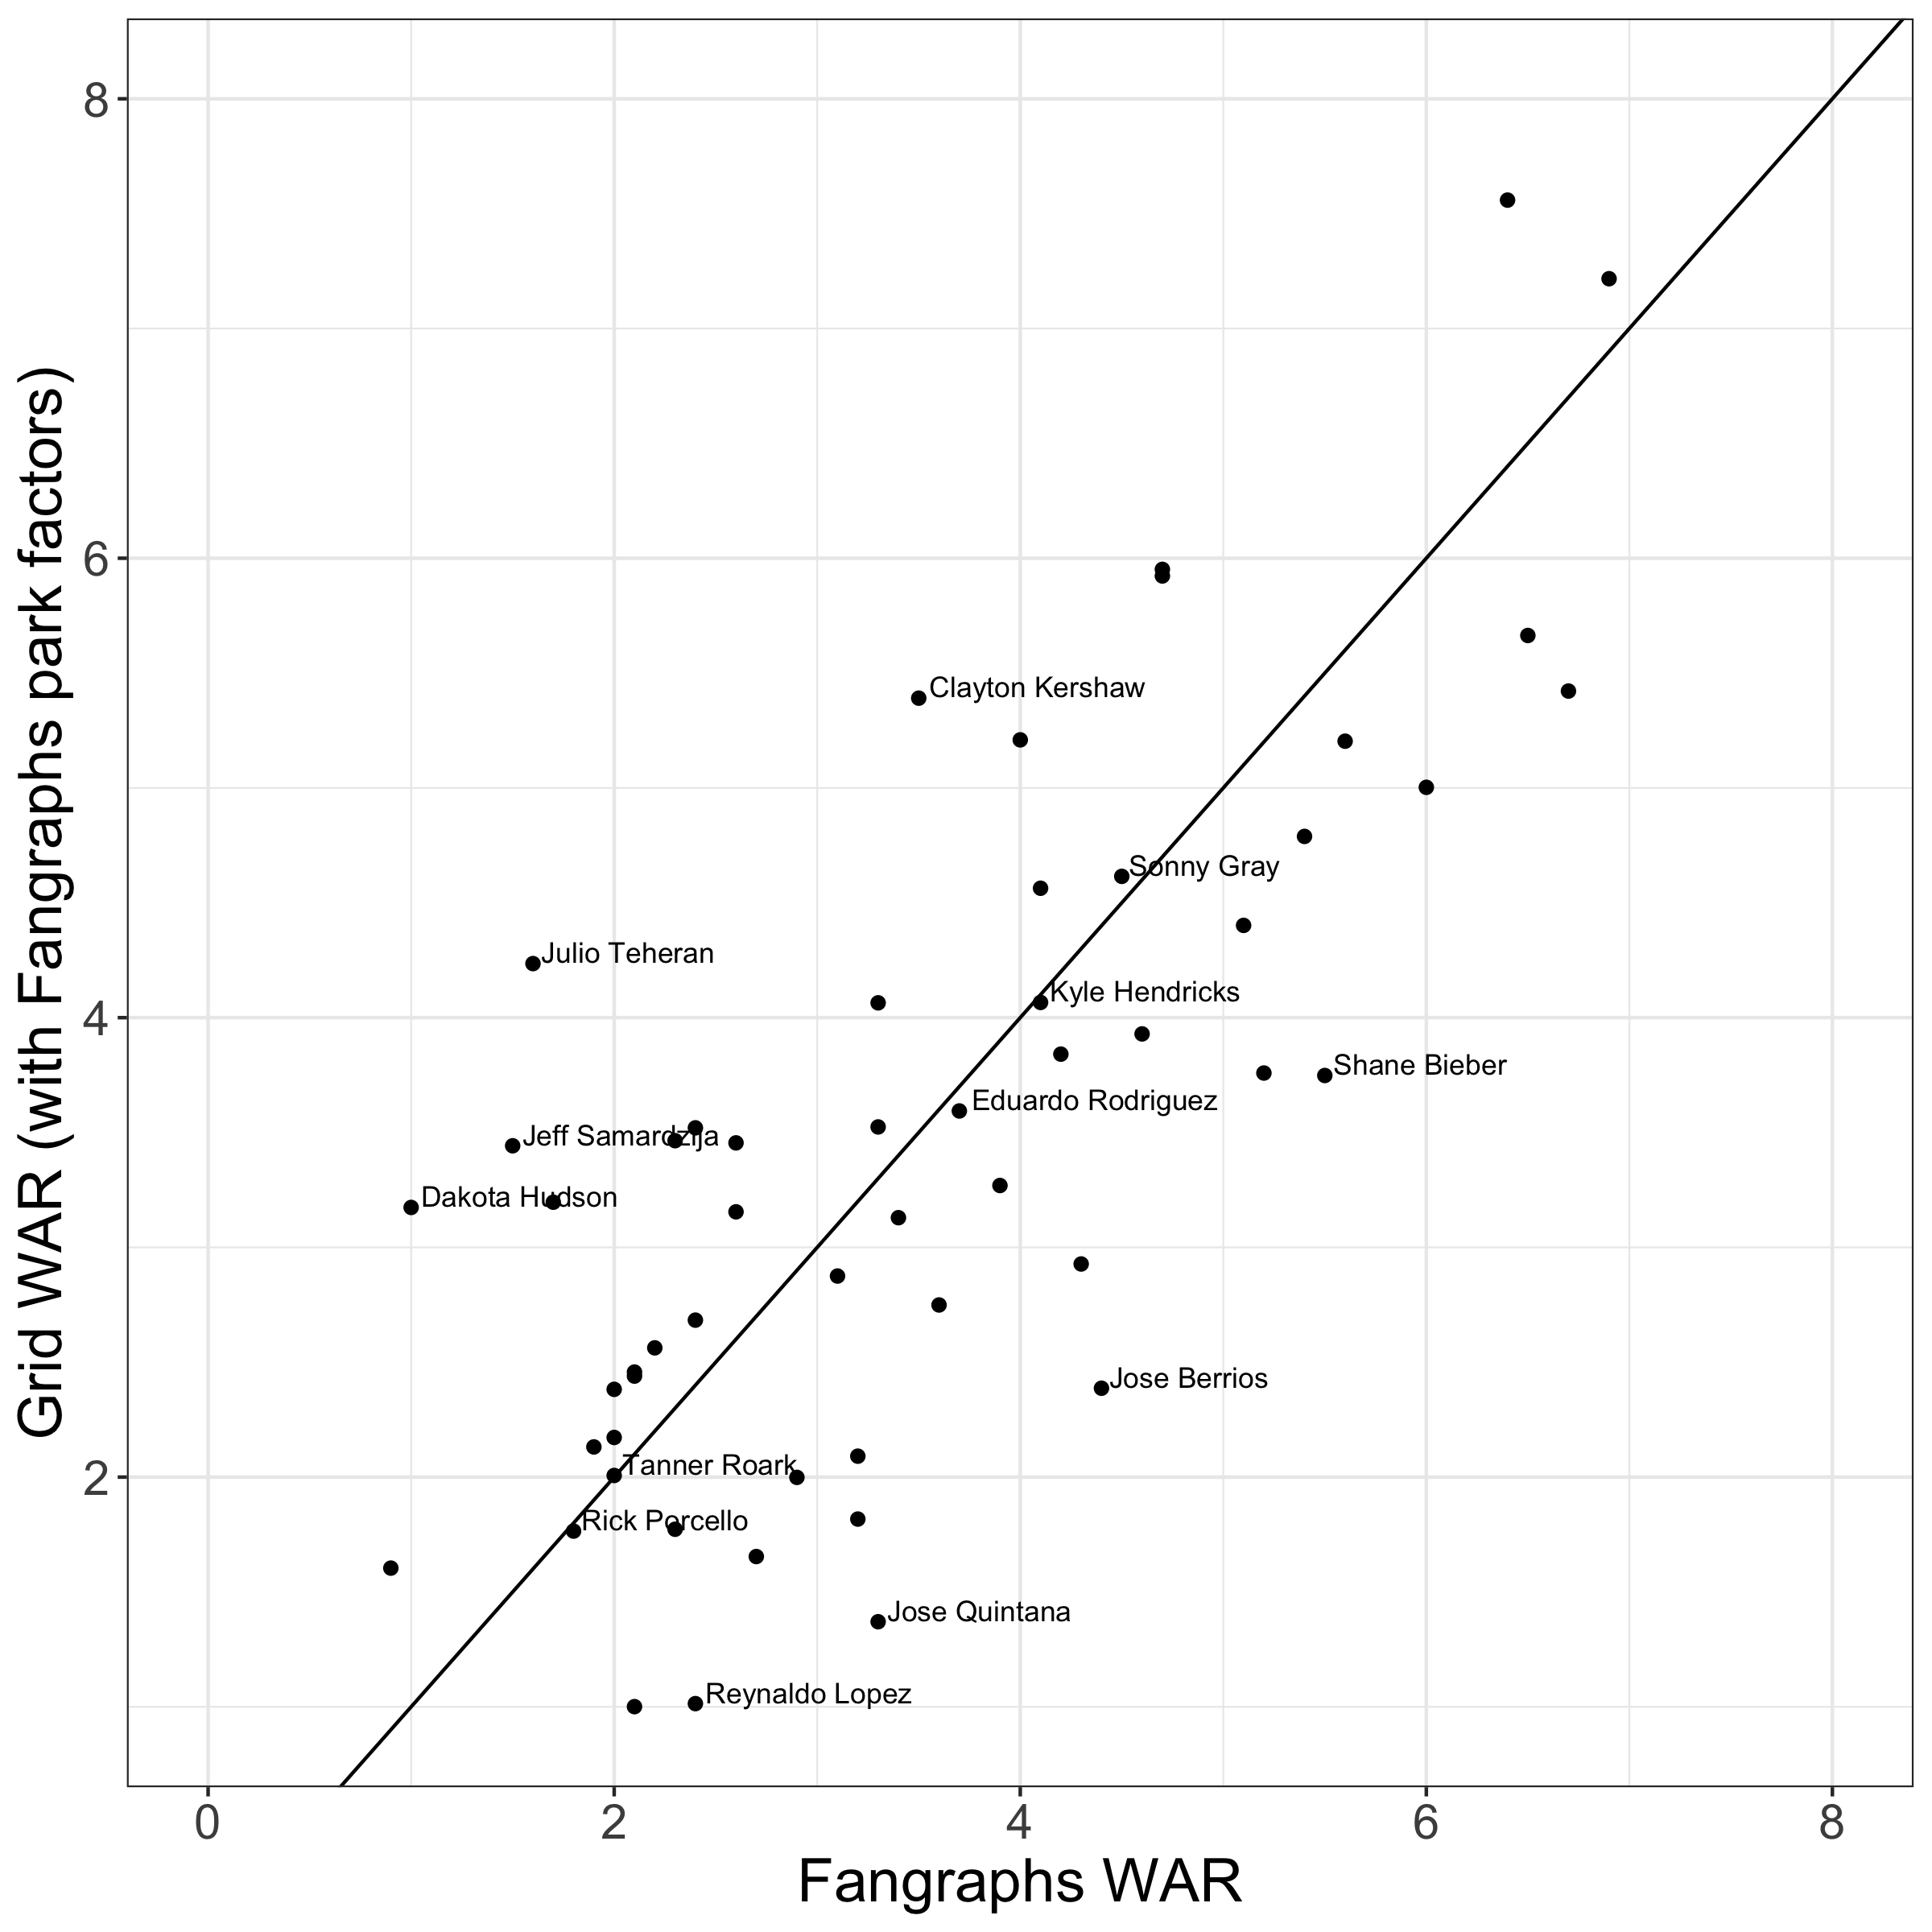 8
6
4
2
Grid WAR (with Fangraphs park factors)
Clayton Kershaw
Sonny Gray
Julio Teheran
Kyle Hendricks
Shane Bieber
Eduardo Rodriguez
Jeff Samardzija
Dakota Hudson
Jose Berrios
Tanner Roark
Rick Porcello
Jose Quintana
Reynaldo Lopez
0 2 4 6 8
Fangraphs WAR